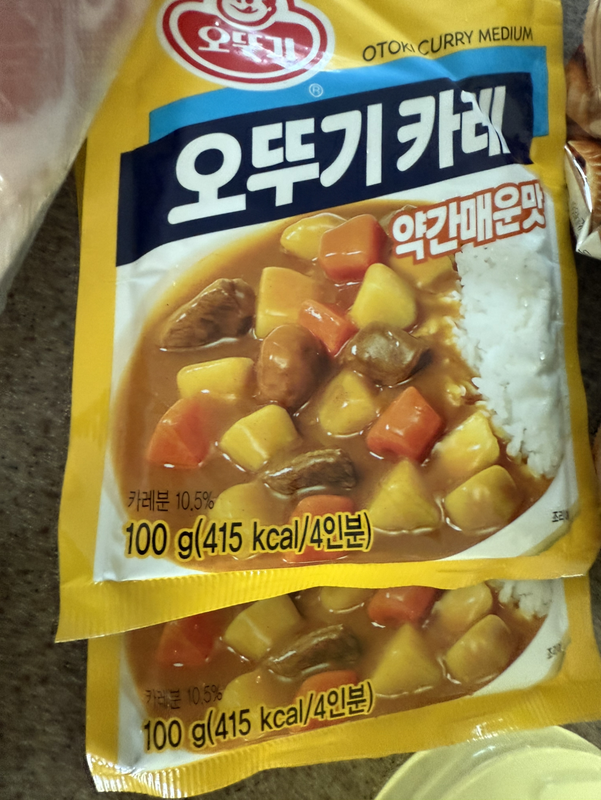 오뚜기
OTOKI CURRY MEDIUM
®
오뚜기 카레
약간매운맛
카레분 10.5%
100 g(415 kcal/4인분)
카레분 10.5%
100 g(415 kcal/4인분)